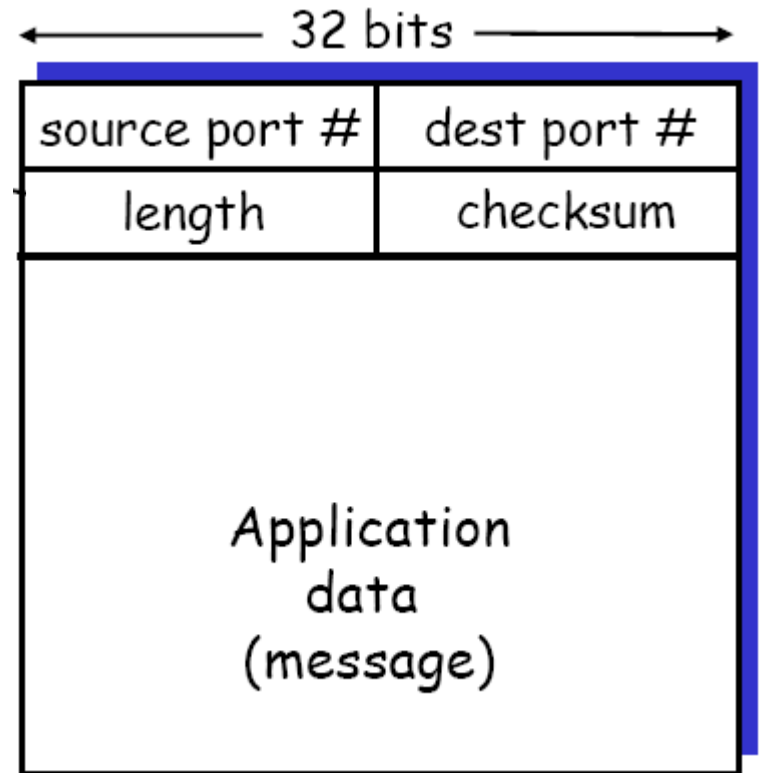 32 bits
source port # dest port #
length checksum
Application
data
(message)